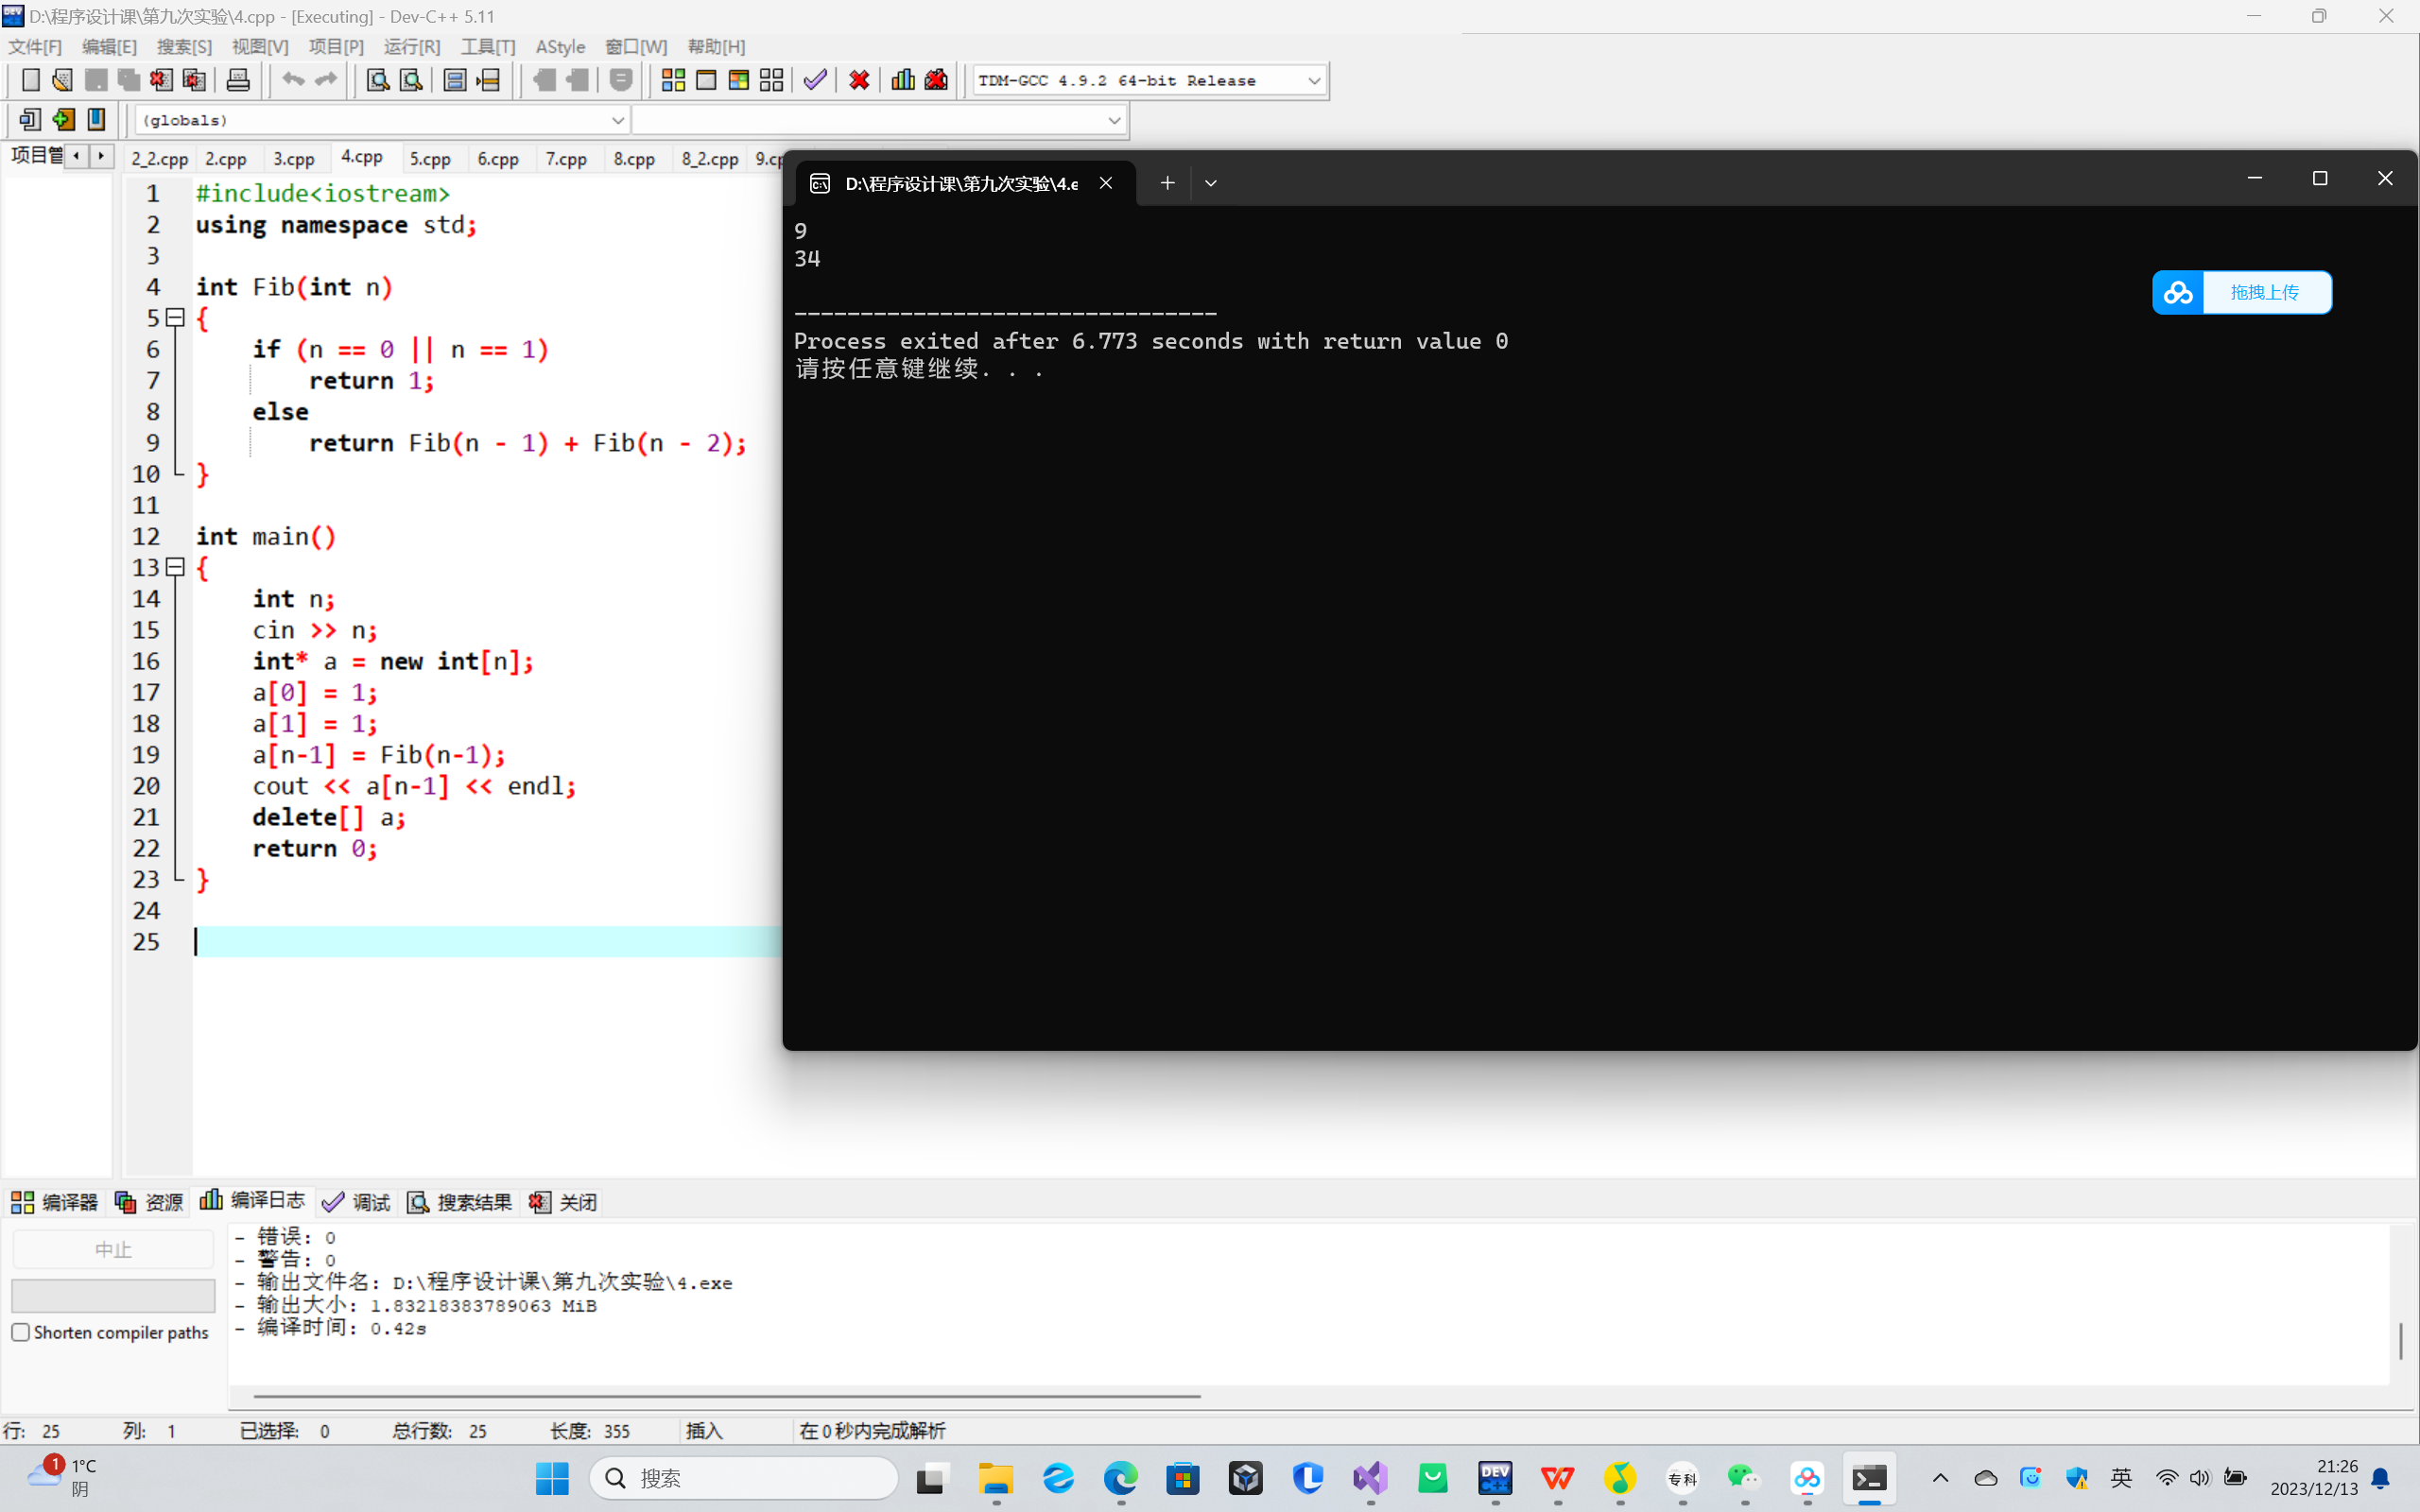 D:\程序设计课\第九次实验\4.cpp - [Executing] - Dev-C++ 5.11
文件[F] 编辑[E] 搜索[S] 视图[V] 项目[P] 运行[R] 工具[T] AStyle 窗口[W] 帮助[H]
TDM-GCC 4.9.2 64-bit Release
(globals)
项目管
2_2.cpp 2.cpp 3.cpp 4.cpp 5.cpp 6.cpp 7.cpp 8.cpp 8_2.cpp 9.cp
1 #include<iostream>
2 using namespace std;
3
4 int Fib(int n)
5 {
6 if (n == 0 || n == 1)
7 return 1;
8 else
9 return Fib(n - 1) + Fib(n - 2);
10 }
11
12 int main()
13 {
14 int n;
15 cin >> n;
16 int* a = new int[n];
17 a[0] = 1;
18 a[1] = 1;
19 a[n-1] = Fib(n-1);
20 cout << a[n-1] << endl;
21 delete[] a;
22 return 0;
23 }
24
25
D:\程序设计课\第九次实验\4.e
9
34
--------------------------------
Process exited after 6.773 seconds with return value 0
请按任意键继续. . .
拖拽上传
编译器 资源 编译日志 调试 搜索结果 关闭
中止
Shorten compiler paths
- 错误: 0
- 警告: 0
- 输出文件名: D:\程序设计课\第九次实验\4.exe
- 输出大小: 1.83218383789063 MiB
- 编译时间: 0.42s
行: 25 列: 1 已选择: 0 总行数: 25 长度: 355 插入 在 0 秒内完成解析
1
1°C
阴
搜索
DEV C++
专科
英
21:26
2023/12/13